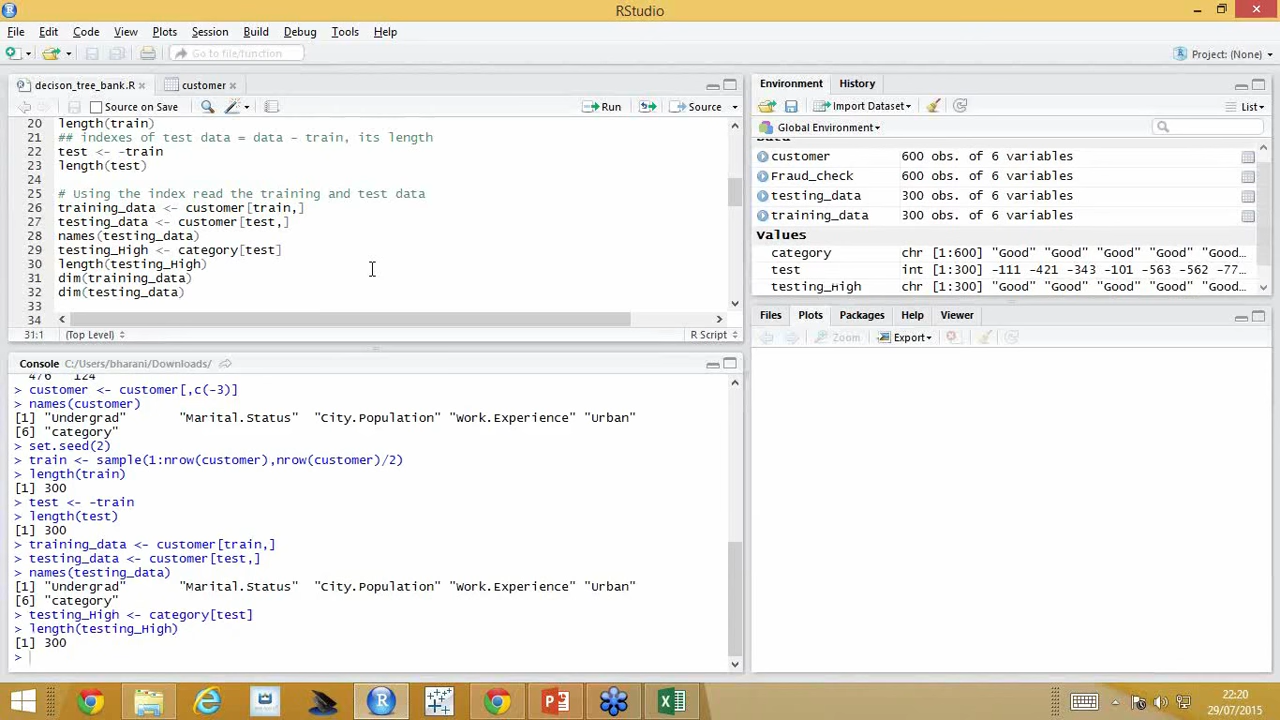 RStudio
File Edit Code View Plots Session Build Debug Tools Help
Go to file/function
Project: (None)
decison_tree_bank.R
customer
Source on Save
Run
Source
20 length(train)
21 ## indexes of test data = data - train, its length
22 test <- -train
23 length(test)
24
25 # Using the index read the training and test data
26 training_data <- customer[train,]
27 testing_data <- customer[test,]
28 names(testing_data)
29 testing_High <- category[test]
30 length(testing_High)
31 dim(training_data)
32 dim(testing_data)
33
34
31:1 (Top Level) R Script
Console C:/Users/bharani/Downloads/
476 124
> customer <- customer[,c(-3)]
> names(customer)
[1] "Undergrad" "Marital.Status" "City.Population" "Work.Experience" "Urban"
[6] "category"
> set.seed(2)
> train <- sample(1:nrow(customer),nrow(customer)/2)
> length(train)
[1] 300
> test <- -train
> length(test)
[1] 300
> training_data <- customer[train,]
> testing_data <- customer[test,]
> names(testing_data)
[1] "Undergrad" "Marital.Status" "City.Population" "Work.Experience" "Urban"
[6] "category"
> testing_High <- category[test]
> length(testing_High)
[1] 300
>
Environment History
Import Dataset
List
Global Environment
Data
customer 600 obs. of 6 variables
Fraud_check 600 obs. of 6 variables
testing_data 300 obs. of 6 variables
training_data 300 obs. of 6 variables
Values
category chr [1:600] "Good" "Good" "Good" "Good"…
test int [1:300] -111 -421 -343 -101 -563 -562 -77…
testing_High chr [1:300] "Good" "Good" "Good" "Good"…
Files Plots Packages Help Viewer
Zoom Export
22:20
29/07/2015